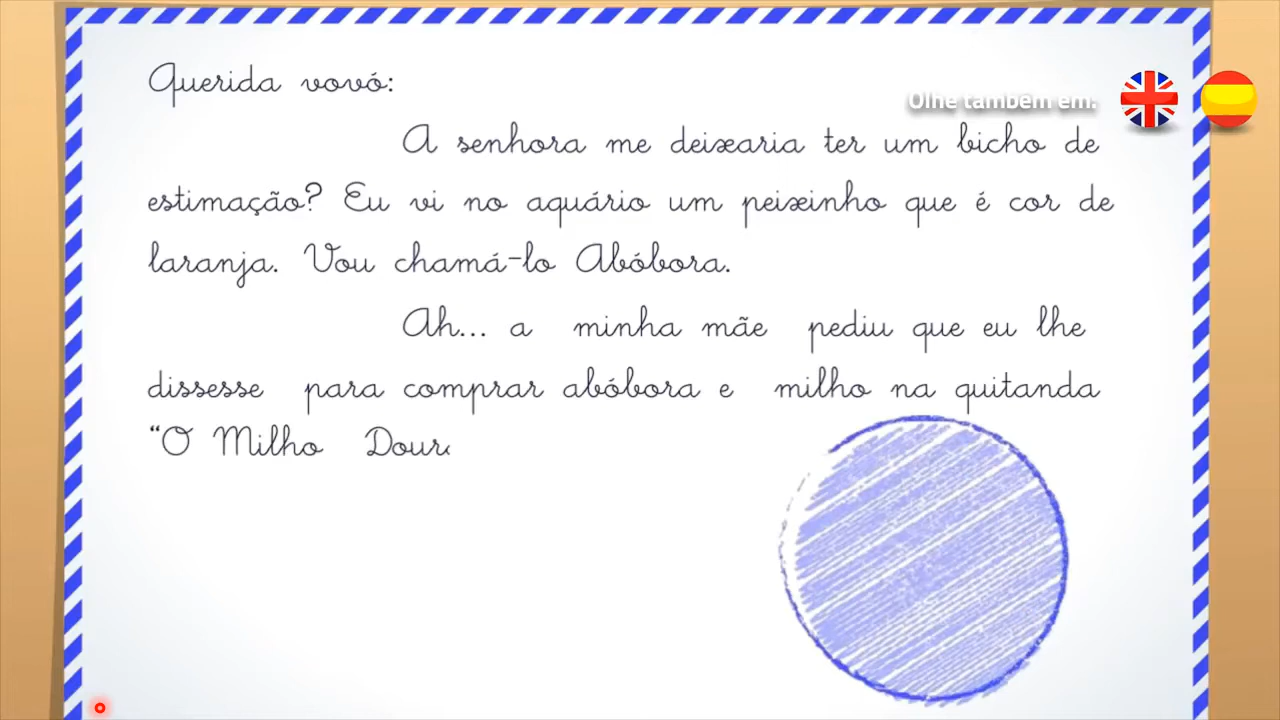 Querida vovó:
Olhe também em:
A senhora me deixaria ter um bicho de
estimação? Eu vi no aquário um peixinho que é cor de
laranja. Vou chamá-lo Abóbora.
Ah... a minha mãe pediu que eu lhe
dissesse para comprar abóbora e milho na quitanda
“O Milho